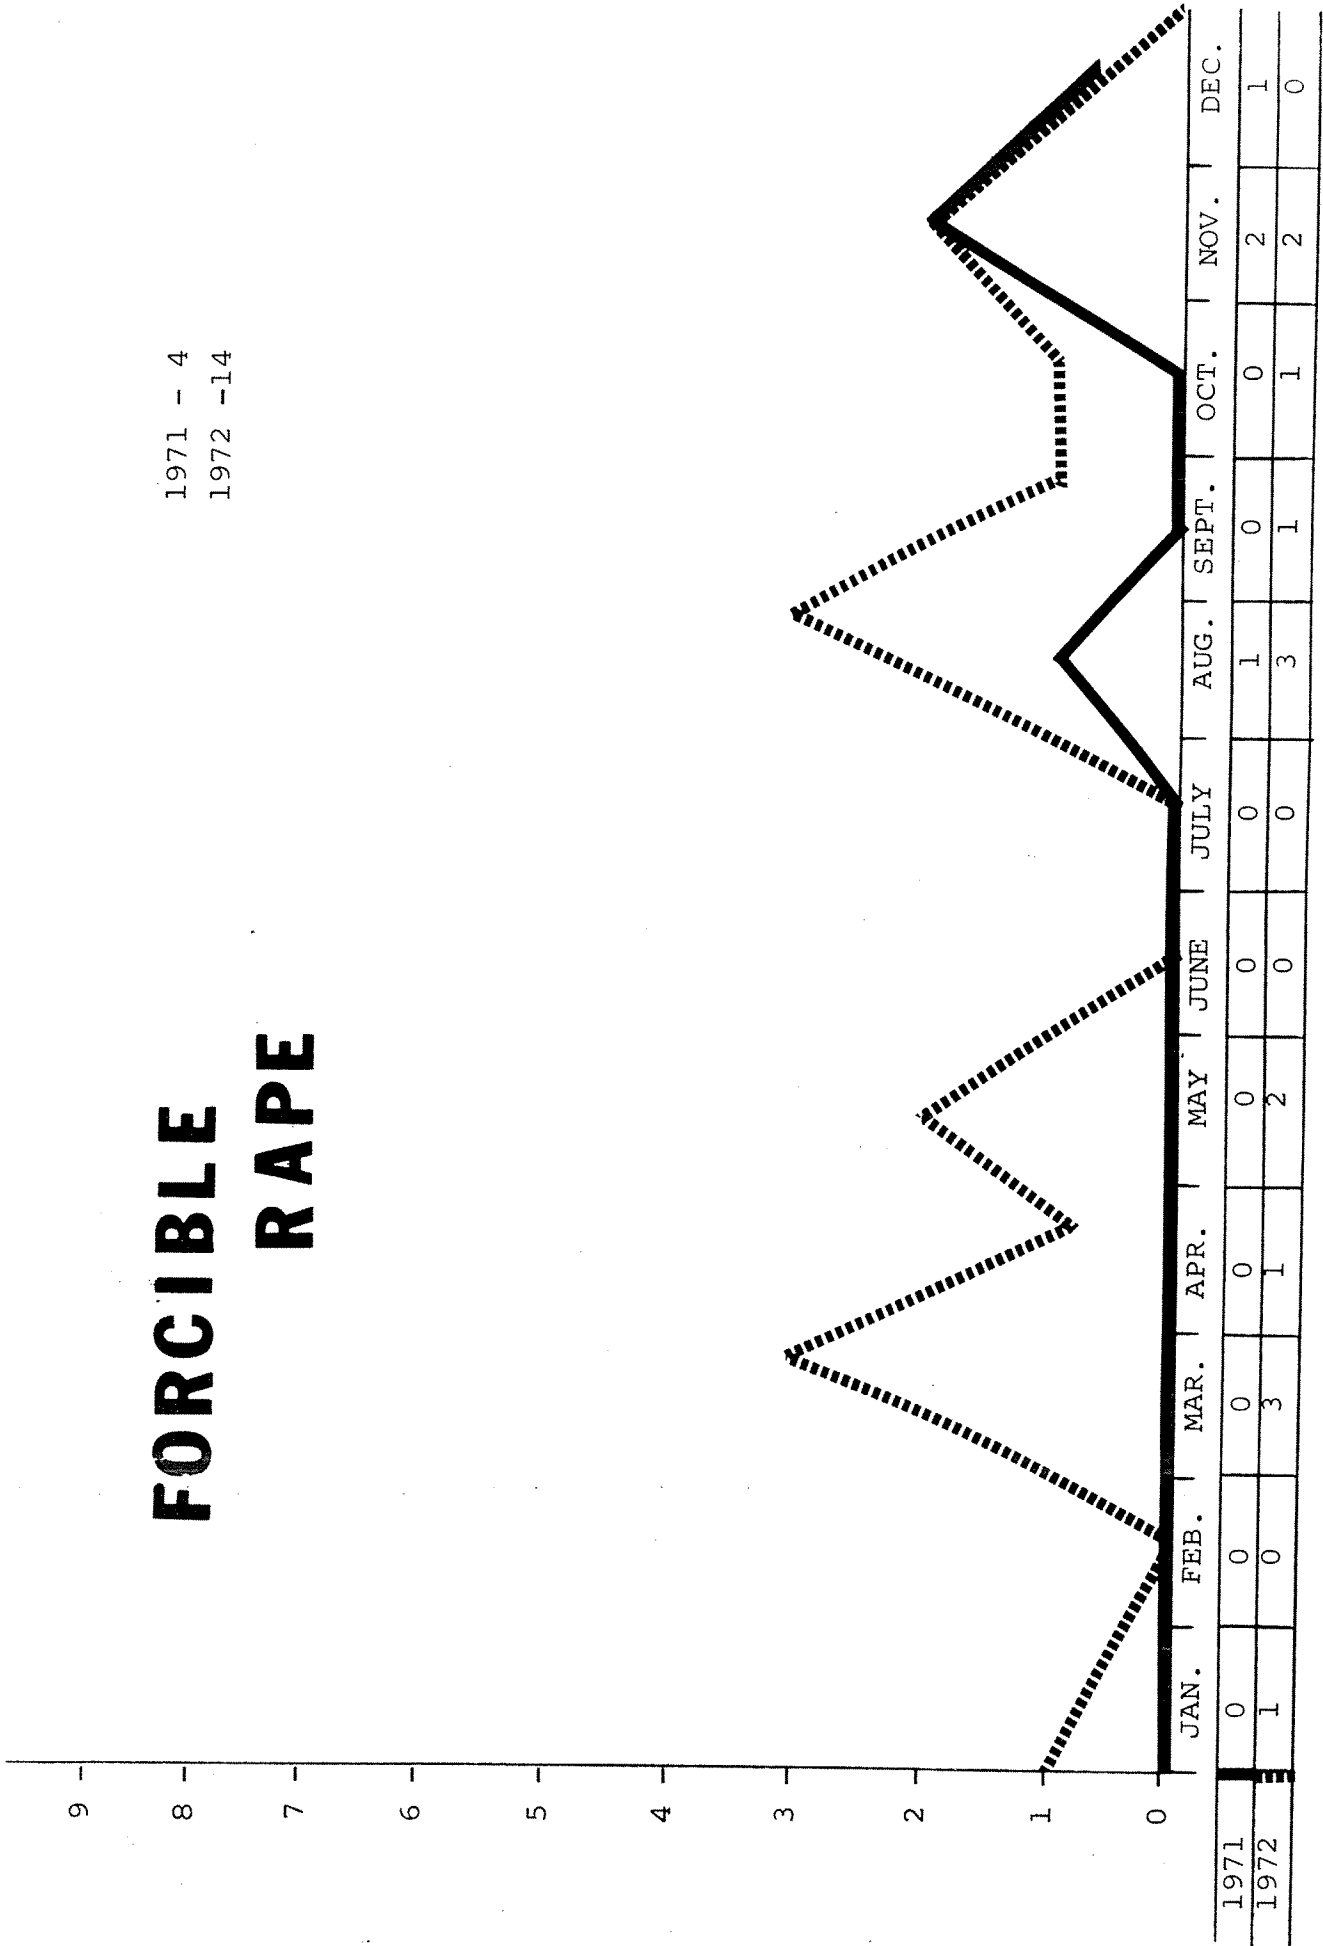 FORCIBLE
RAPE
1971 - 4
1972 -14
9
8
7
6
5
4
3
2
1
0
JAN. FEB. MAR. APR. MAY JUNE JULY AUG. SEPT. OCT. NOV. DEC.
1971 0 0 0 0 0 0 0 1 0 0 2 1
1972 1 0 3 1 2 0 0 3 1 1 2 0